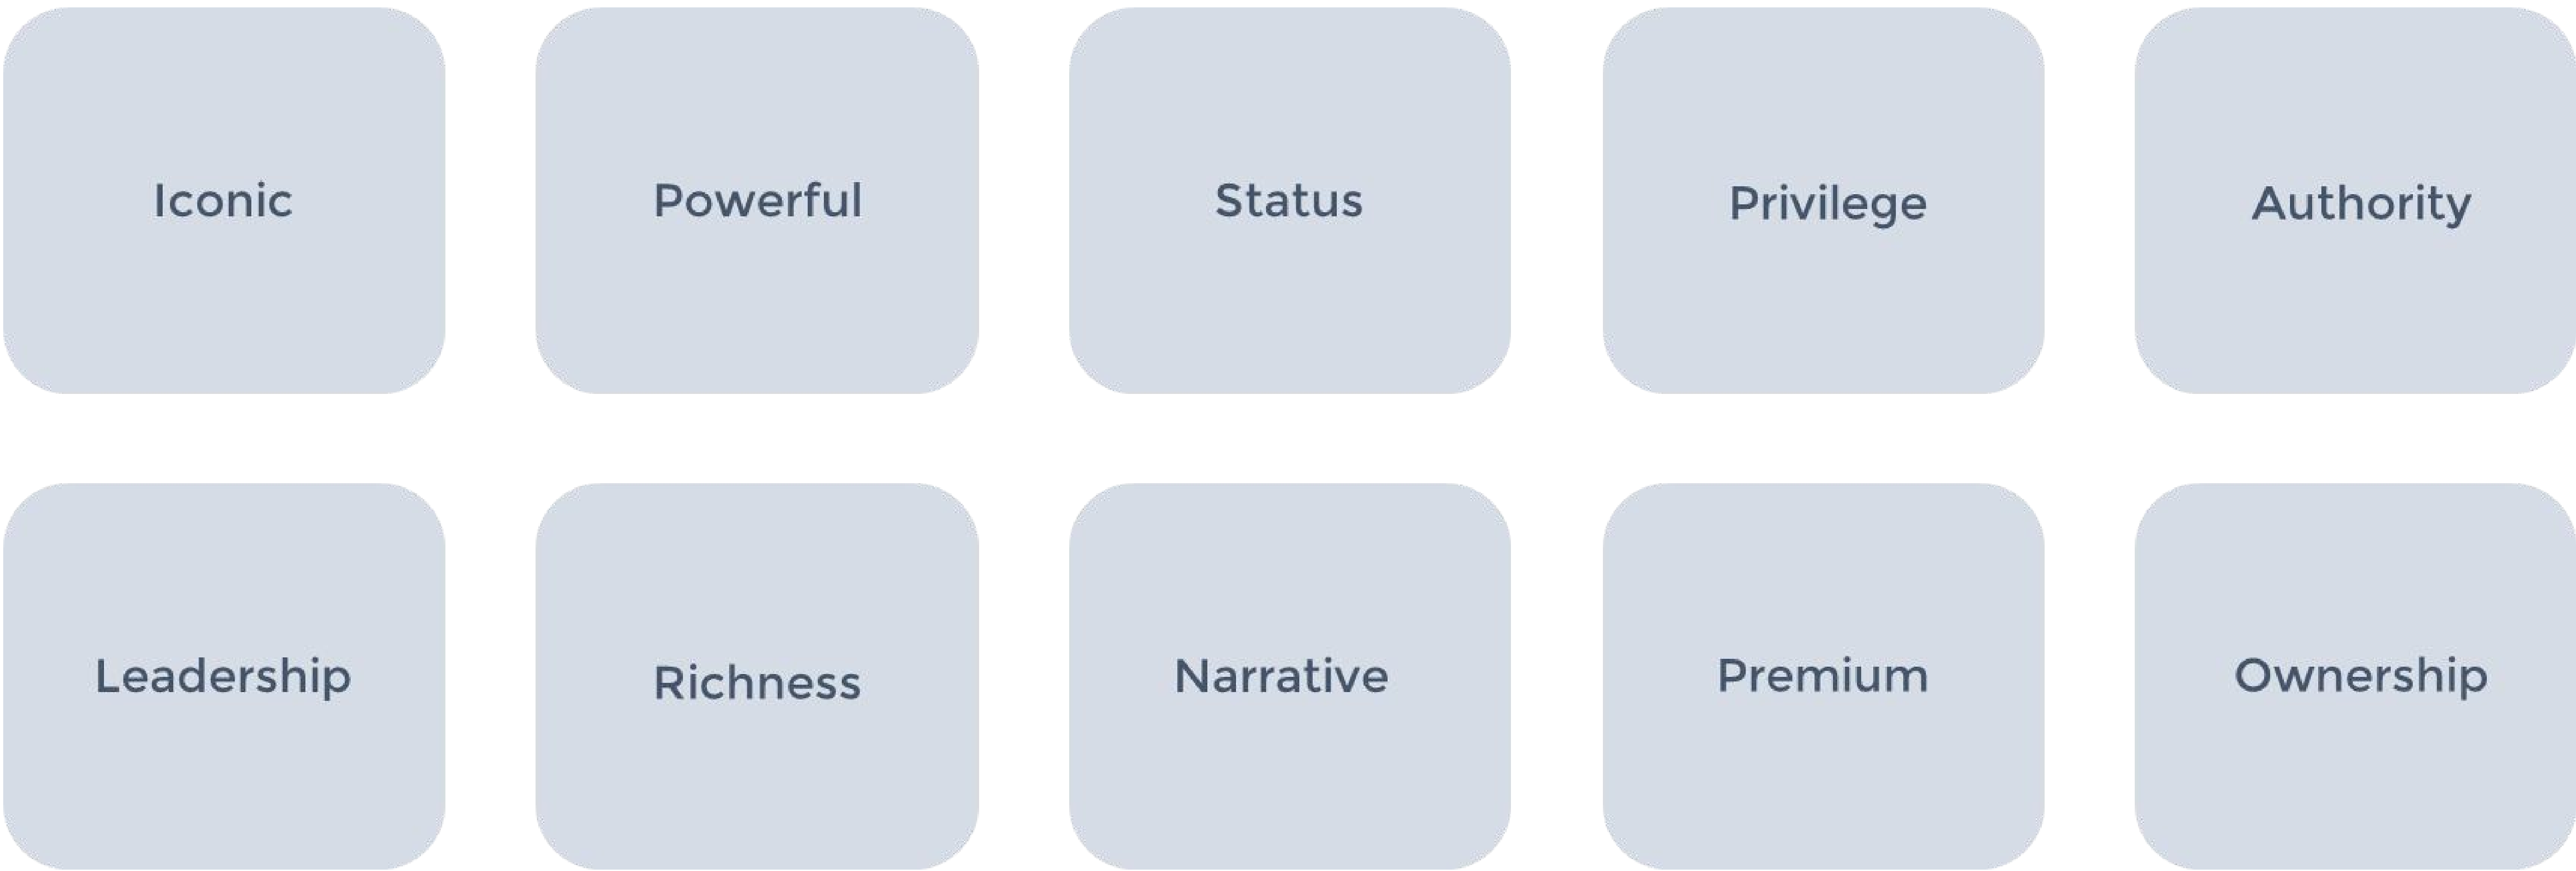 Iconic
Powerful
Status
Privilege
Authority
Leadership
Richness
Narrative
Premium
Ownership